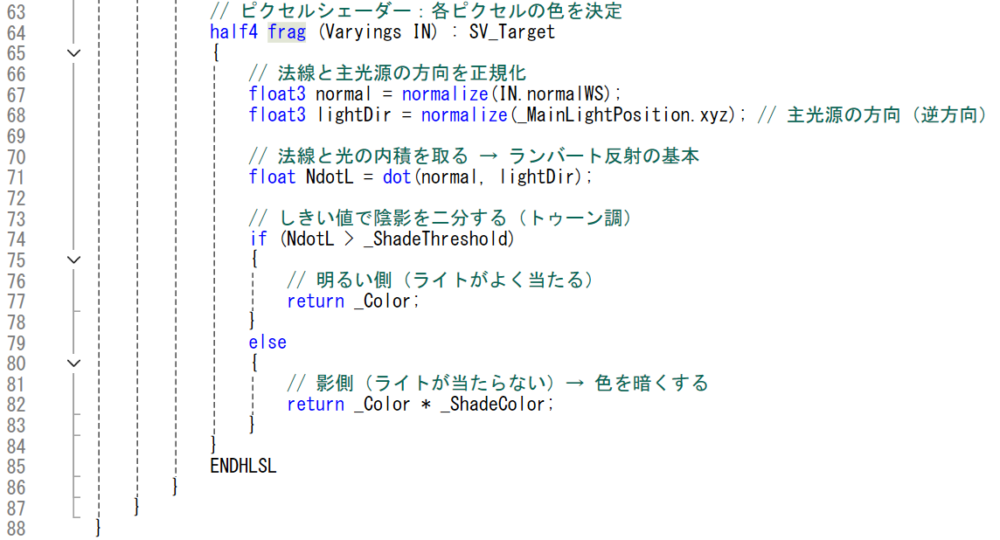 63 // ピクセルシェーダー：各ピクセルの色を決定
64 half4 frag (Varyings IN) : SV_Target
65 {
66 // 法線と主光源の方向を正規化
67 float3 normal = normalize(IN.normalWS);
68 float3 lightDir = normalize(_MainLightPosition.xyz); // 主光源の方向（逆方向）
69
70 // 法線と光の内積を取る → ランバート反射の基本
71 float NdotL = dot(normal, lightDir);
72
73 // しきい値で陰影を二分する（トゥーン調）
74 if (NdotL > _ShadeThreshold)
75 {
76 // 明るい側（ライトがよく当たる）
77 return _Color;
78 }
79 else
80 {
81 // 影側（ライトが当たらない）→ 色を暗くする
82 return _Color * _ShadeColor;
83 }
84 }
85 ENDHLSL
86 }
87 }
88 }